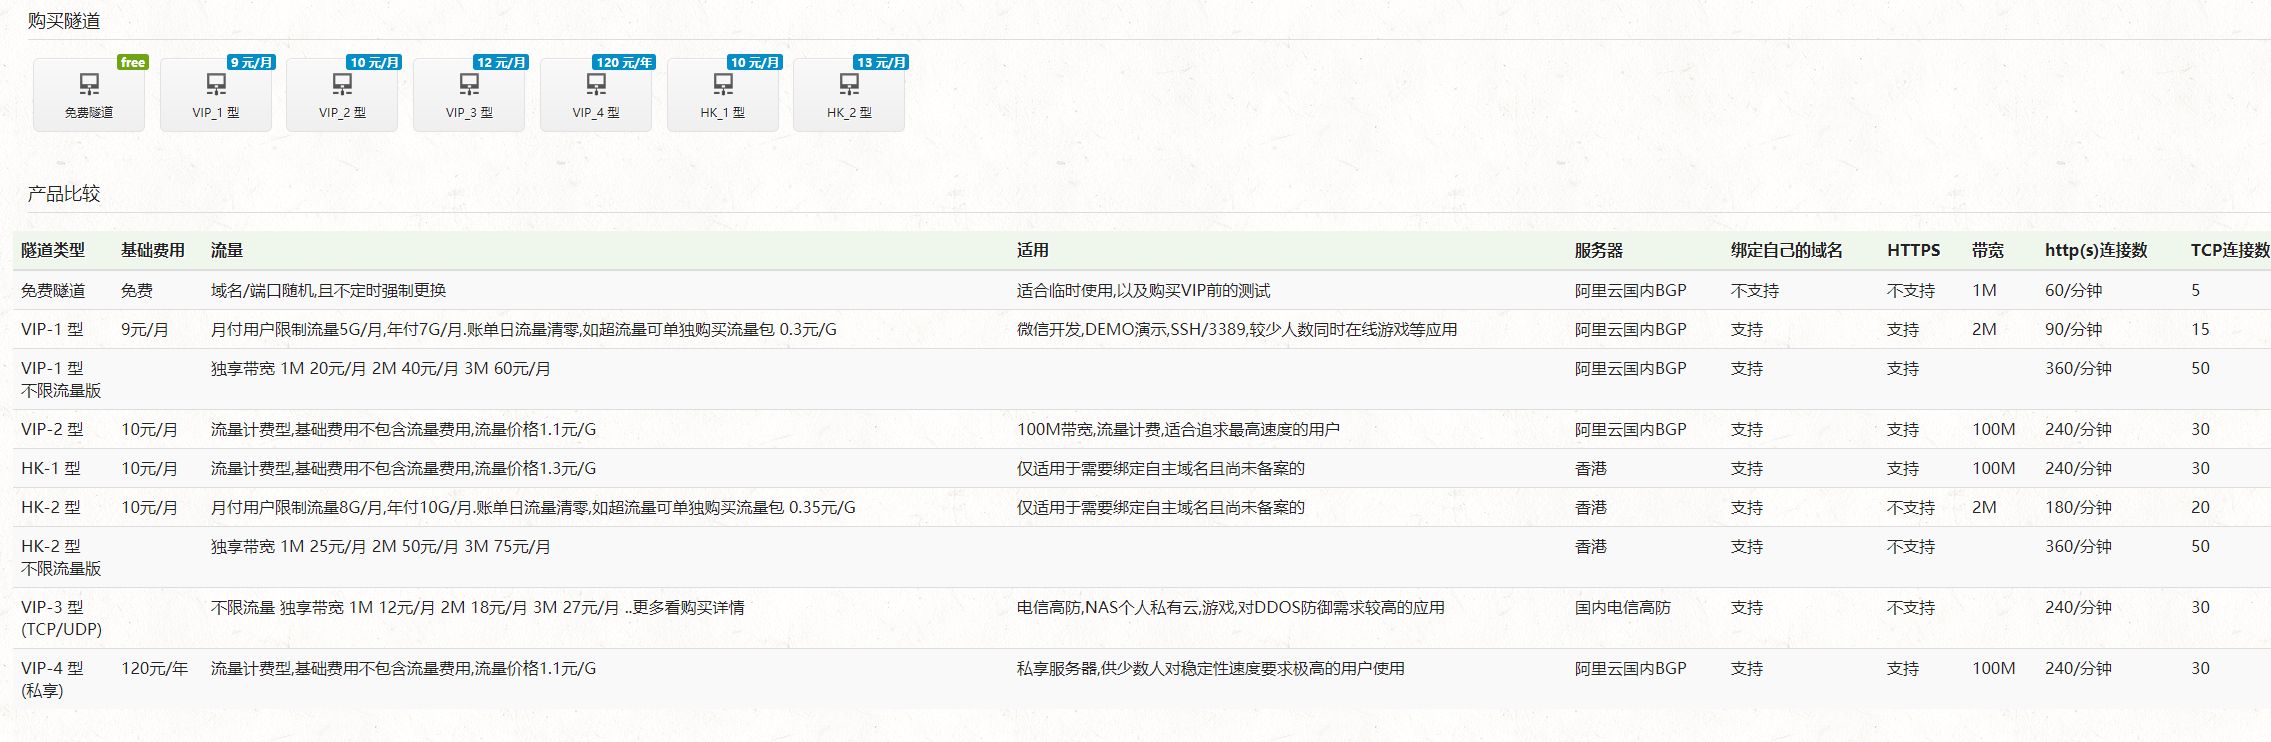 购买隧道
free 9 元/月 10 元/月 12 元/月 120 元/年 10 元/月 13 元/月
免费隧道 VIP_1 型 VIP_2 型 VIP_3 型 VIP_4 型 HK_1 型 HK_2 型
产品比较
隧道类型 基础费用 流量 适用 服务器 绑定自己的域名 HTTPS 带宽 http(s)连接数 TCP连接数
免费隧道 免费 域名/端口随机,且不定时强制更换 适合临时使用,以及购买VIP前的测试 阿里云国内BGP 不支持 不支持 1M 60/分钟 5
VIP-1 型 9元/月 月付用户限制流量5G/月,年付7G/月.账单日流量清零,如超流量可单独购买流量包 0.3元/G 微信开发,DEMO演示,SSH/3389,较少人数同时在线游戏等应用 阿里云国内BGP 支持 支持 2M 90/分钟 15
VIP-1 型 独享带宽 1M 20元/月 2M 40元/月 3M 60元/月 阿里云国内BGP 支持 支持 360/分钟 50
不限流量版
VIP-2 型 10元/月 流量计费型,基础费用不包含流量费用,流量价格1.1元/G 100M带宽,流量计费,适合追求最高速度的用户 阿里云国内BGP 支持 支持 100M 240/分钟 30
HK-1 型 10元/月 流量计费型,基础费用不包含流量费用,流量价格1.3元/G 仅适用于需要绑定自主域名且尚未备案的 香港 支持 支持 100M 240/分钟 30
HK-2 型 10元/月 月付用户限制流量8G/月,年付10G/月.账单日流量清零,如超流量可单独购买流量包 0.35元/G 仅适用于需要绑定自主域名且尚未备案的 香港 支持 不支持 2M 180/分钟 20
HK-2 型 独享带宽 1M 25元/月 2M 50元/月 3M 75元/月 香港 支持 不支持 360/分钟 50
不限流量版
VIP-3 型 不限流量 独享带宽 1M 12元/月 2M 18元/月 3M 27元/月 ..更多看购买详情 电信高防,NAS个人私有云,游戏,对DDOS防御需求较高的应用 国内电信高防 支持 不支持 240/分钟 30
(TCP/UDP)
VIP-4 型 120元/年 流量计费型,基础费用不包含流量费用,流量价格1.1元/G 私享服务器,供少数人对稳定性速度要求极高的用户使用 阿里云国内BGP 支持 支持 100M 240/分钟 30
(私享)